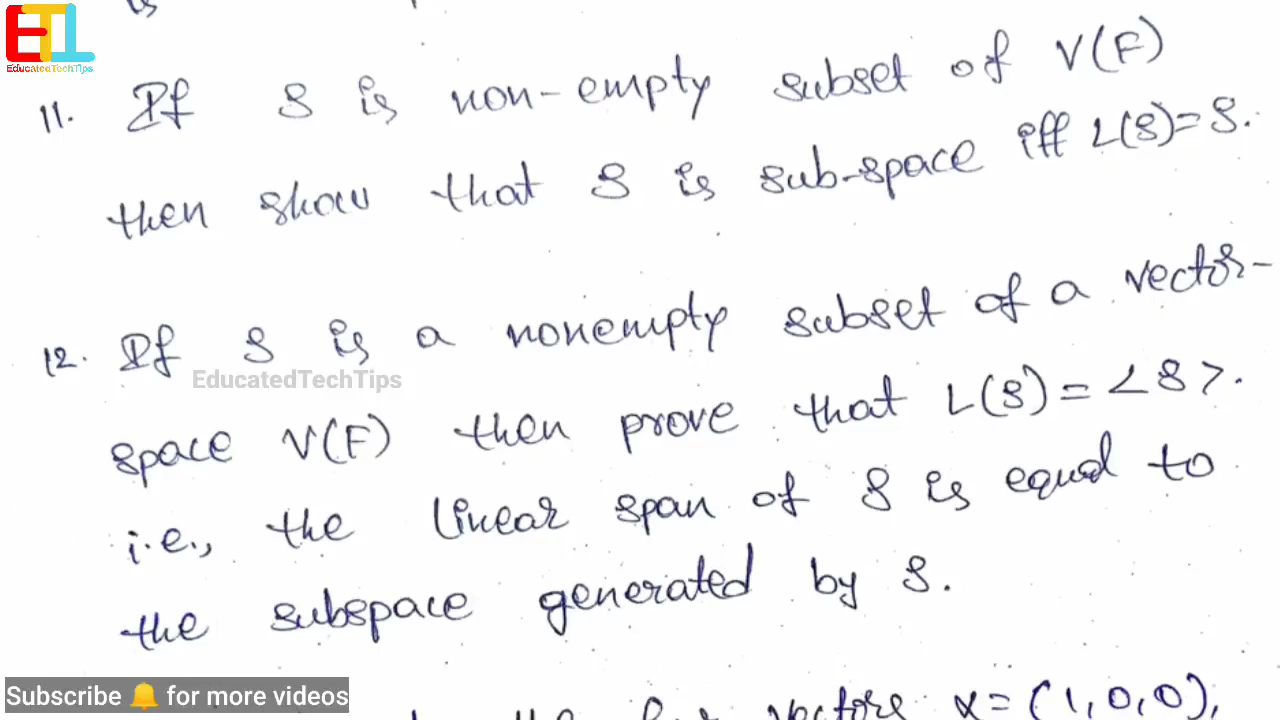 is
ETL
EducatedTechTips
11. If S is non-empty subset of V(F)
then show that S is sub-space iff L(S)=S.
12. If S is a nonempty subset of a vector-
EducatedTechTips
space V(F) then prove that L(S) = <S>.
i.e., the linear span of S is equal to
the subspace generated by S.
Subscribe 🔔 for more videos
vectors α=(1,0,0),